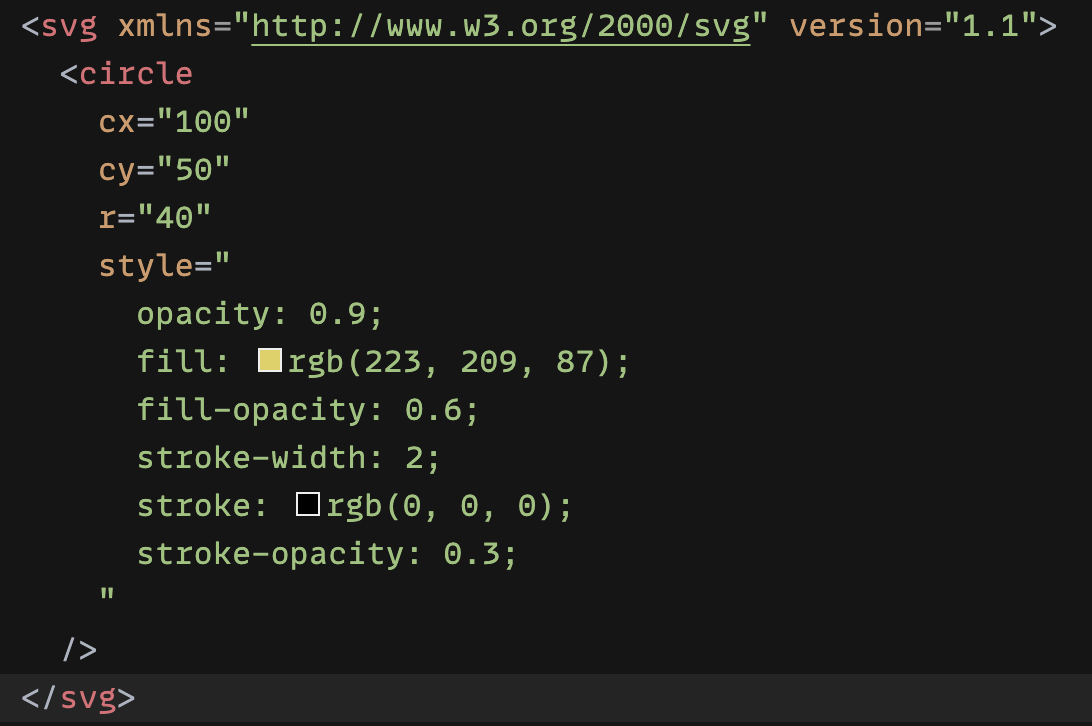 <svg xmlns="http://www.w3.org/2000/svg" version="1.1">
<circle
cx="100"
cy="50"
r="40"
style="
opacity: 0.9;
fill: rgb(223, 209, 87);
fill-opacity: 0.6;
stroke-width: 2;
stroke: rgb(0, 0, 0);
stroke-opacity: 0.3;
"
/>
</svg>